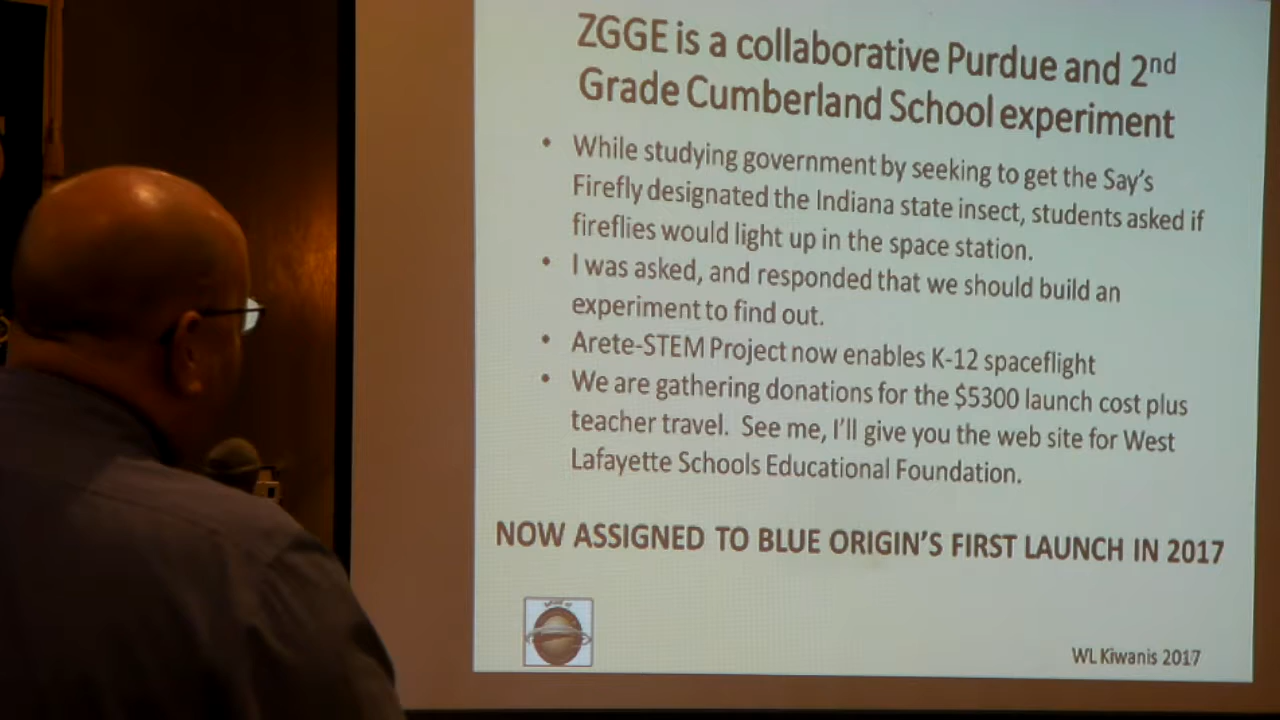 ZGGE is a collaborative Purdue and 2nd
Grade Cumberland School experiment
• While studying government by seeking to get the Say's
Firefly designated the Indiana state insect, students asked if
fireflies would light up in the space station.
• I was asked, and responded that we should build an
experiment to find out.
• Arete-STEM Project now enables K-12 spaceflight
• We are gathering donations for the $5300 launch cost plus
teacher travel. See me, I'll give you the web site for West
Lafayette Schools Educational Foundation.
NOW ASSIGNED TO BLUE ORIGIN'S FIRST LAUNCH IN 2017
WL Kiwanis 2017